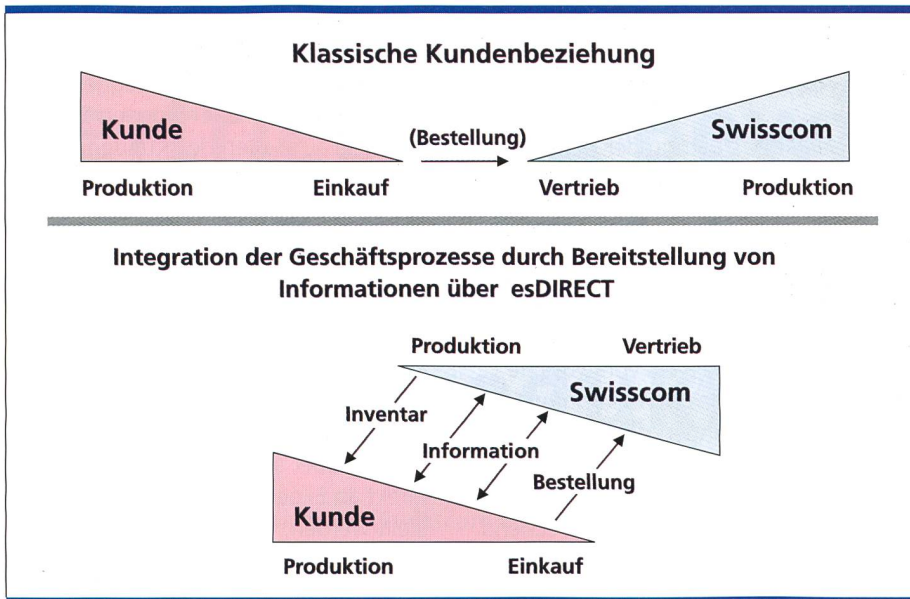 Klassische Kundenbeziehung
Kunde
(Bestellung)
Swisscom
Produktion
Einkauf
Vertrieb
Produktion
Integration der Geschäftsprozesse durch Bereitstellung von
Informationen über esDIRECT
Produktion
Vertrieb
Swisscom
Inventar
Information
Bestellung
Kunde
Produktion
Einkauf